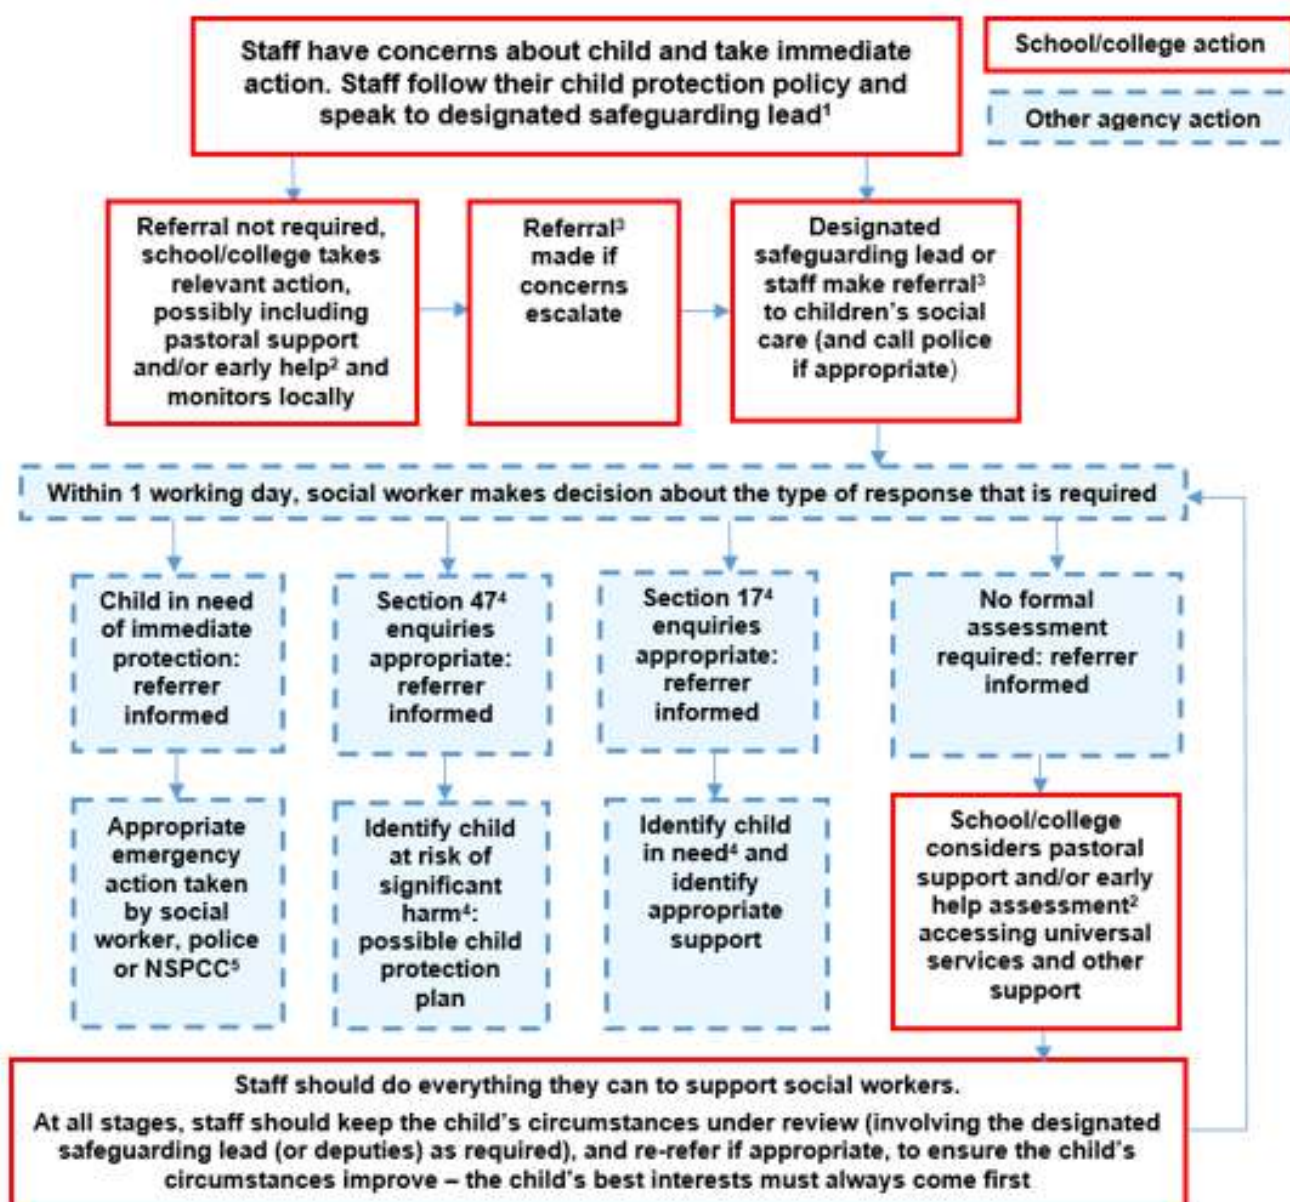 Staff have concerns about child and take immediate
action. Staff follow their child protection policy and
speak to designated safeguarding lead¹
School/college action
Other agency action
Referral not required,
school/college takes
relevant action,
possibly including
pastoral support
and/or early help² and
monitors locally
Referral³
made if
concerns
escalate
Designated
safeguarding lead or
staff make referral³
to children's social
care (and call police
if appropriate)
Within 1 working day, social worker makes decision about the type of response that is required
Child in need
of immediate
protection:
referrer
informed
Section 47⁴
enquiries
appropriate:
referrer
informed
Section 17⁴
enquiries
appropriate:
referrer
informed
No formal
assessment
required: referrer
informed
Appropriate
emergency
action taken
by social
worker, police
or NSPCC⁵
Identify child
at risk of
significant
harm⁴:
possible child
protection
plan
Identify child
in need⁴ and
identify
appropriate
support
School/college
considers pastoral
support and/or early
help assessment²
accessing universal
services and other
support
Staff should do everything they can to support social workers.
At all stages, staff should keep the child's circumstances under review (involving the designated
safeguarding lead (or deputies) as required), and re-refer if appropriate, to ensure the child's
circumstances improve – the child's best interests must always come first